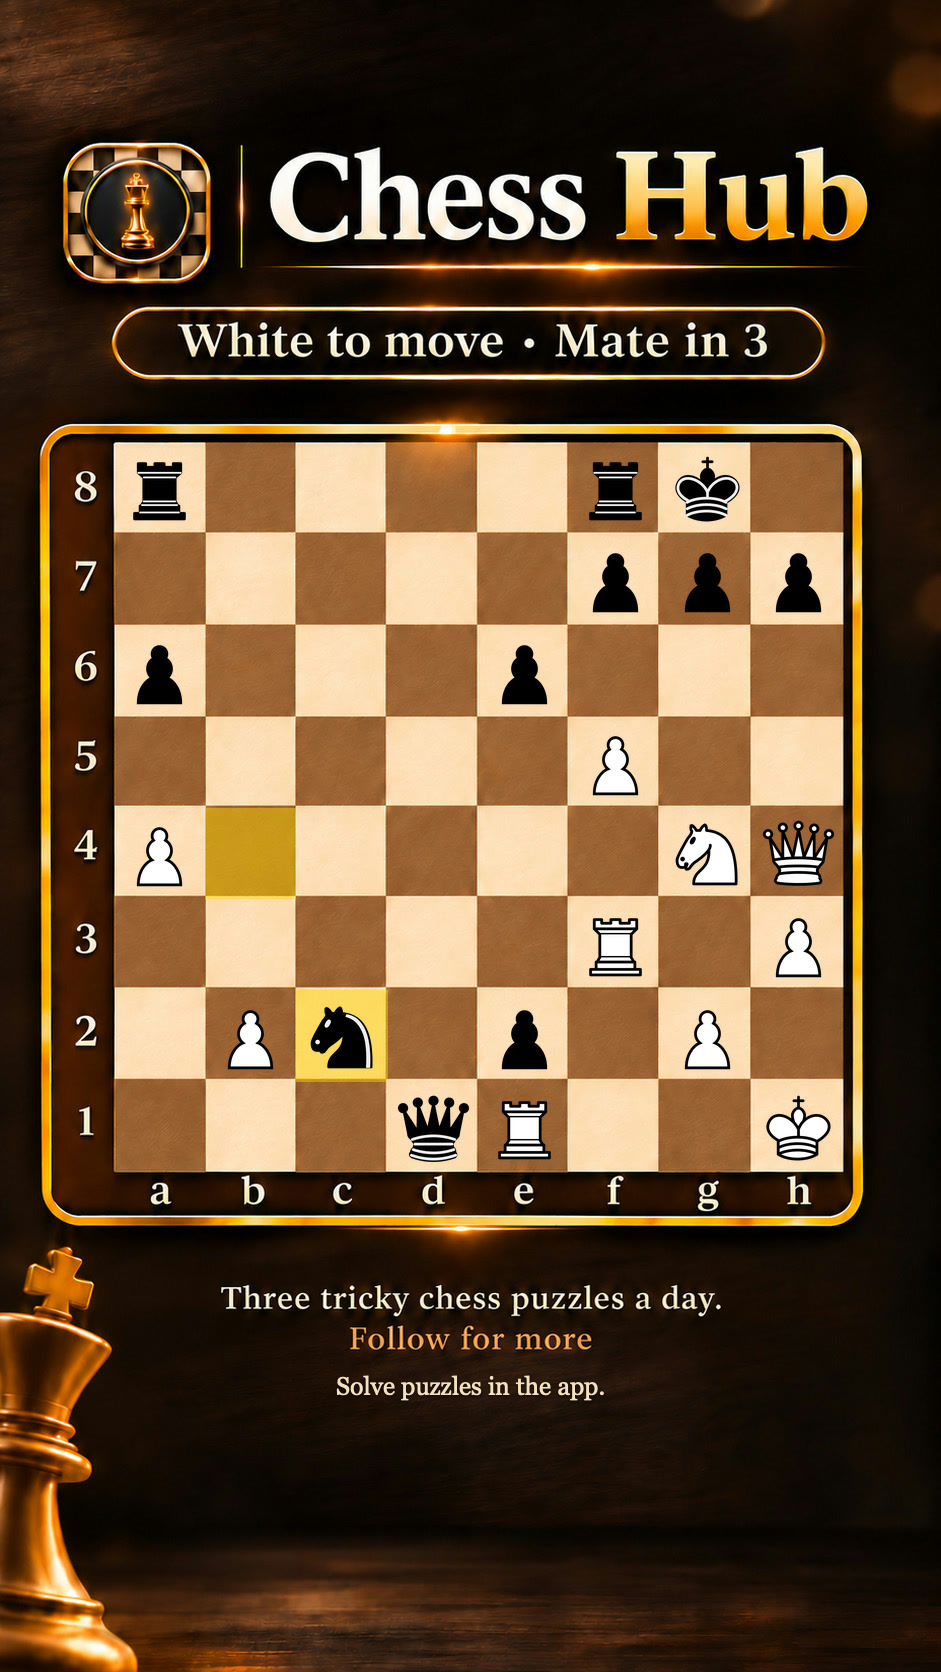 Chess Hub
White to move • Mate in 3
8
7
6
5
4
3
2
1
a b c d e f g h
Three tricky chess puzzles a day.
Follow for more
Solve puzzles in the app.